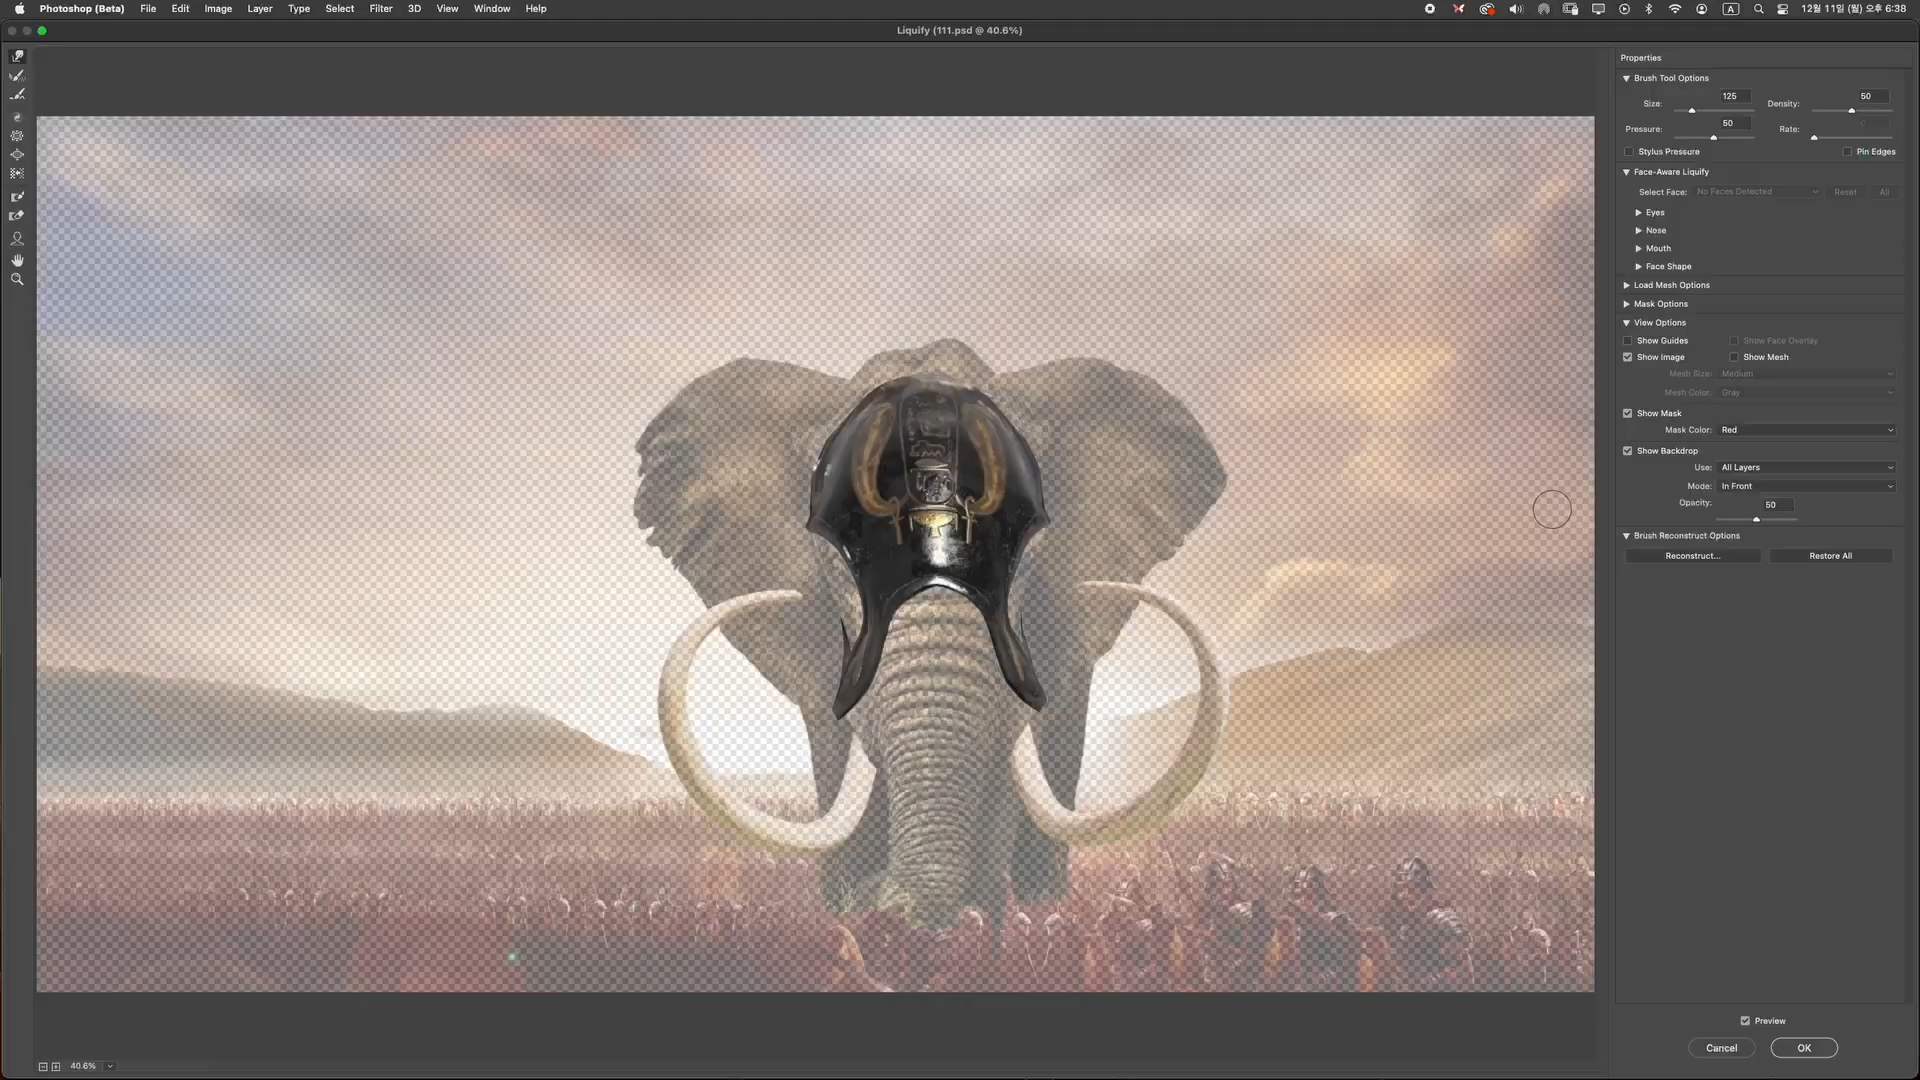 Photoshop (Beta) File Edit Image Layer Type Select Filter 3D View Window Help
A 12월 11일 (월) 오후 6:38
Liquify (111.psd @ 40.6%)
Properties
Brush Tool Options
Size: 125 Density: 50
Pressure: 50 Rate:
Stylus Pressure Pin Edges
Face-Aware Liquify
Select Face: No Faces Detected Reset All
Eyes
Nose
Mouth
Face Shape
Load Mesh Options
Mask Options
View Options
Show Guides Show Face Overlay
Show Image Show Mesh
Mesh Size: Medium
Mesh Color: Gray
Show Mask
Mask Color: Red
Show Backdrop
Use: All Layers
Mode: In Front
Opacity: 50
Brush Reconstruct Options
Reconstruct... Restore All
Preview
Cancel OK
40.6%